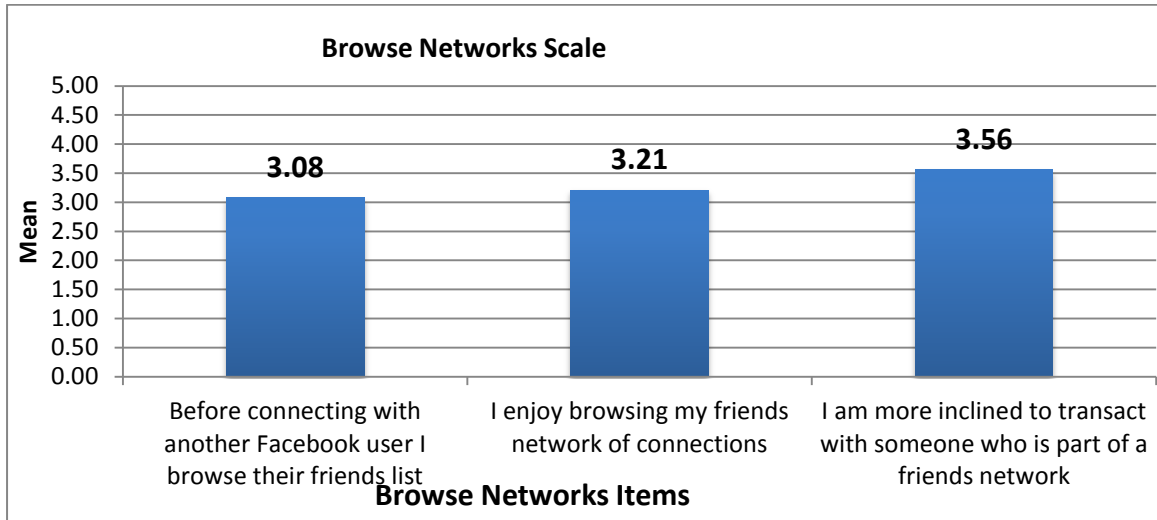 Browse Networks Scale
5.00
4.50
4.00
3.50
3.00
2.50
2.00
1.50
1.00
0.50
0.00
Mean
3.08
3.21
3.56
Before connecting with
another Facebook user I
browse their friends list
I enjoy browsing my friends
network of connections
I am more inclined to transact
with someone who is part of a
friends network
Browse Networks Items